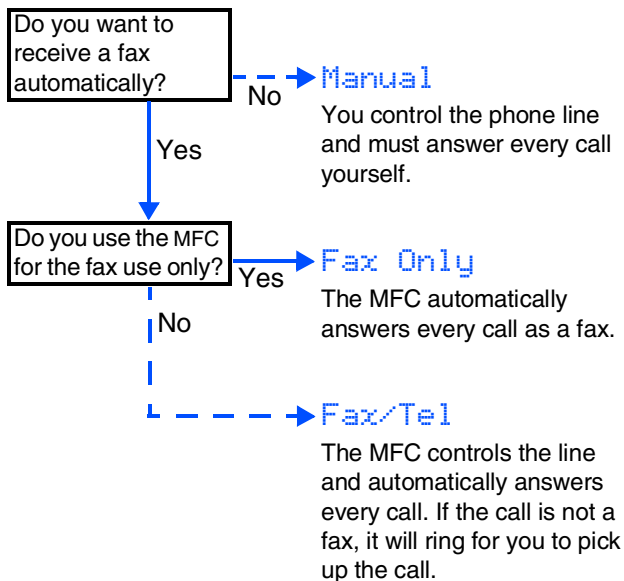 Do you want to
receive a fax
automatically?
No
Manual
You control the phone line
and must answer every call
yourself.
Yes
Do you use the MFC
for the fax use only?
Yes
Fax Only
The MFC automatically
answers every call as a fax.
No
Fax/Tel
The MFC controls the line
and automatically answers
every call. If the call is not a
fax, it will ring for you to pick
up the call.